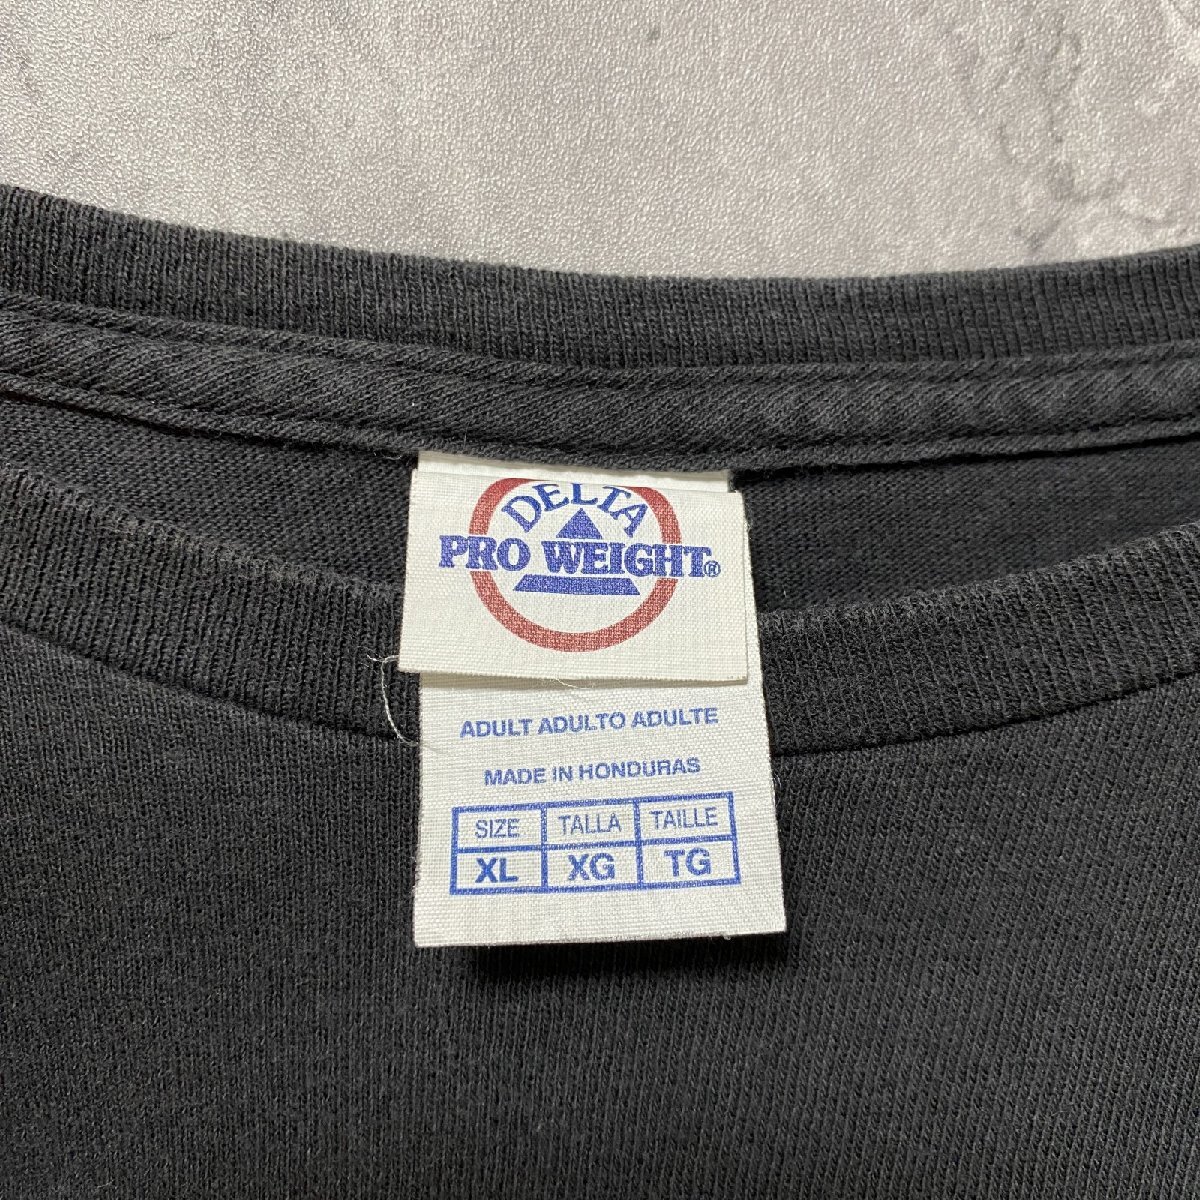 DELTA
PRO WEIGHT®
ADULT ADULTO ADULTE
MADE IN HONDURAS
SIZE TALLA TAILLE
XL XG TG